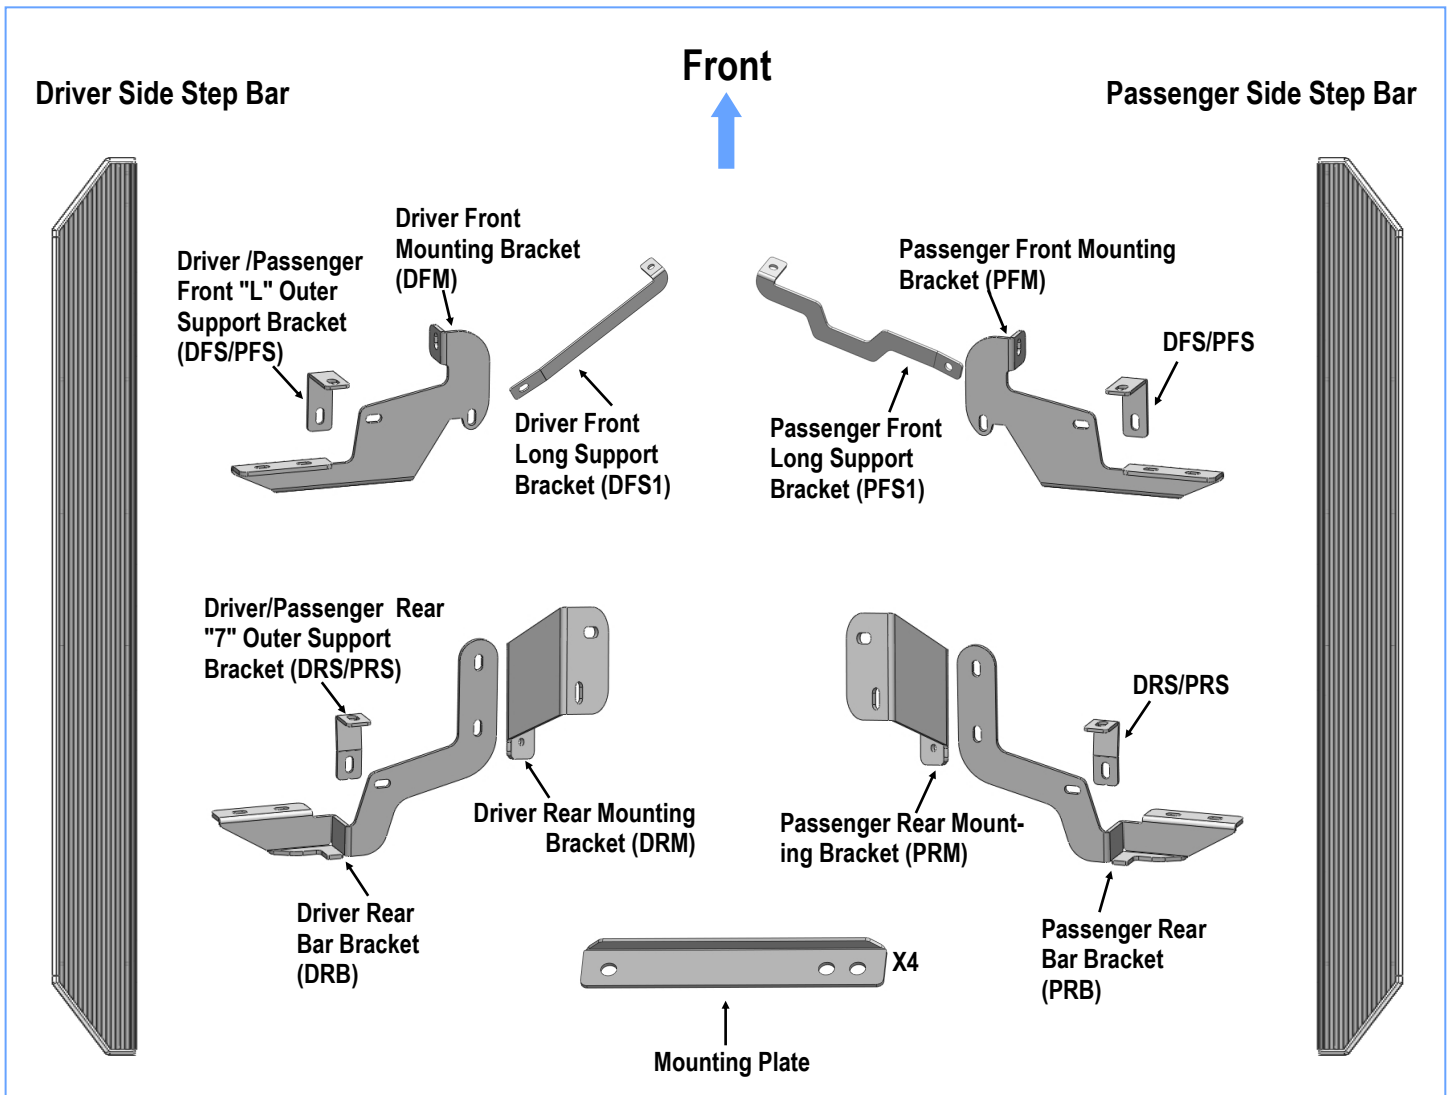 Front
Driver Side Step Bar
Passenger Side Step Bar
Driver /Passenger
Front "L" Outer
Support Bracket
(DFS/PFS)
Driver Front
Mounting Bracket
(DFM)
Passenger Front Mounting
Bracket (PFM)
DFS/PFS
Driver Front
Long Support
Bracket (DFS1)
Passenger Front
Long Support
Bracket (PFS1)
Driver/Passenger Rear
"7" Outer Support
Bracket (DRS/PRS)
DRS/PRS
Driver Rear Mounting
Bracket (DRM)
Passenger Rear Mount-
ing Bracket (PRM)
Driver Rear
Bar Bracket
(DRB)
Passenger Rear
Bar Bracket
(PRB)
X4
Mounting Plate